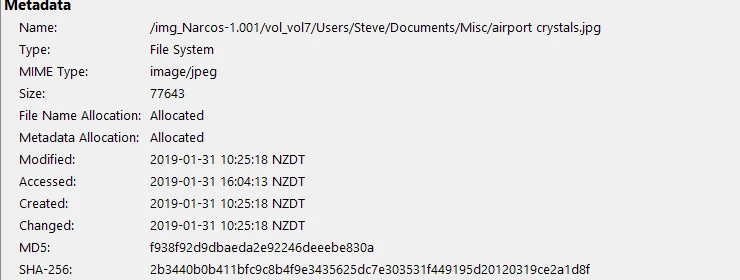 Metadata
Name: /img_Narcos-1.001/vol_vol7/Users/Steve/Documents/Misc/airport crystals.jpg
Type: File System
MIME Type: image/jpeg
Size: 77643
File Name Allocation: Allocated
Metadata Allocation: Allocated
Modified: 2019-01-31 10:25:18 NZDT
Accessed: 2019-01-31 16:04:13 NZDT
Created: 2019-01-31 10:25:18 NZDT
Changed: 2019-01-31 10:25:18 NZDT
MD5: f938f92d9dbaeda2e92246deeebe830a
SHA-256: 2b3440b0b411bfc9c8b4f9e3435625dc7e303531f449195d20120319ce2a1d8f